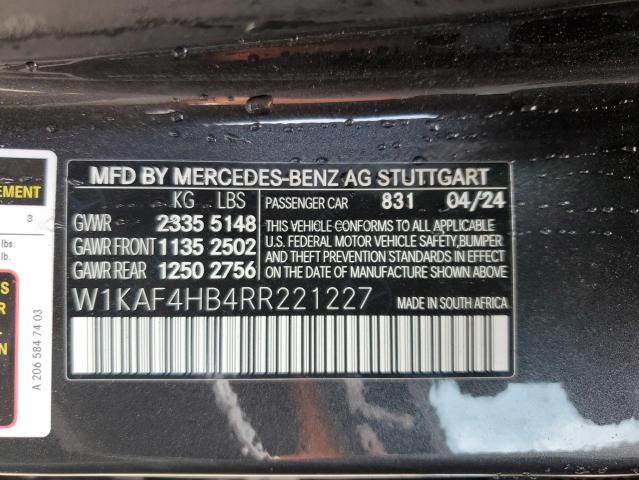 MFD BY MERCEDES-BENZ AG STUTTGART
KG LBS
GVWR 2335 5148
GAWR FRONT 1135 2502
GAWR REAR 1250 2756
PASSENGER CAR 831 04/24
THIS VEHICLE CONFORMS TO ALL APPLICABLE
U.S. FEDERAL MOTOR VEHICLE SAFETY, BUMPER
AND THEFT PREVENTION STANDARDS IN EFFECT
ON THE DATE OF MANUFACTURE SHOWN ABOVE.
W1KAF4HB4RR221227 MADE IN SOUTH AFRICA
EMENT
3
lbs.
lbs.
A 206 584 74 03